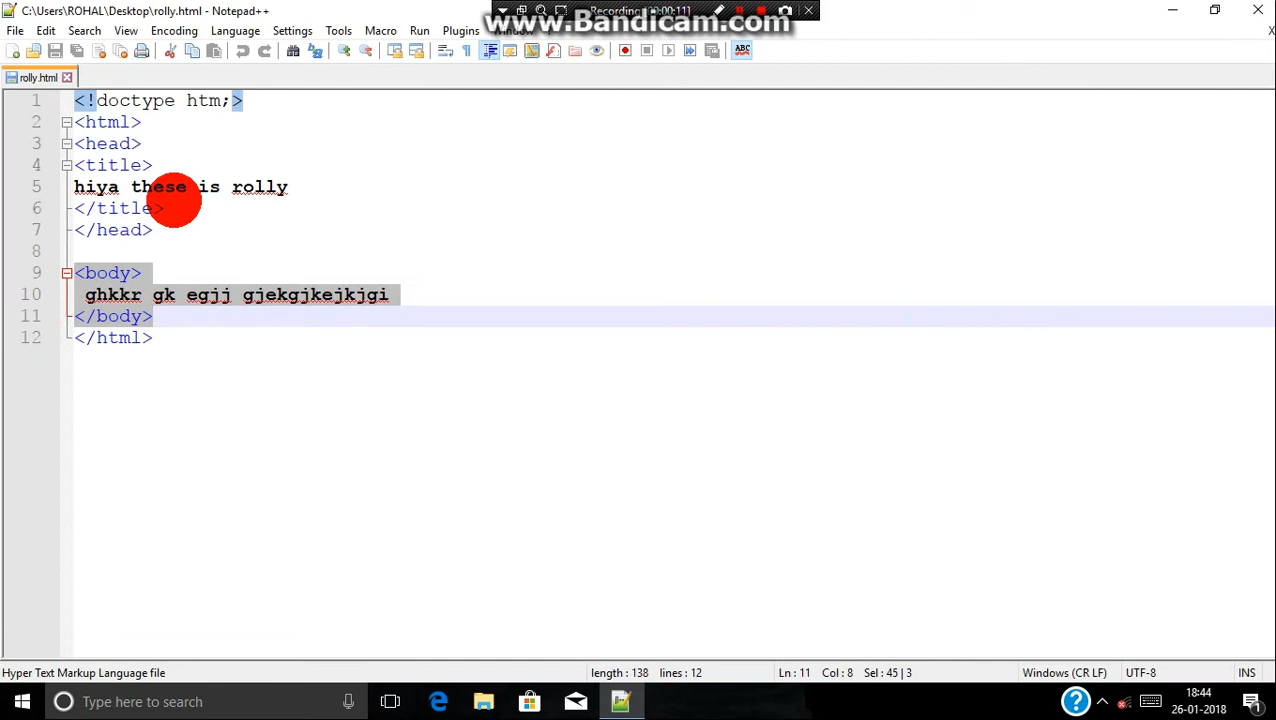 C:\Users\ROHAL\Desktop\rolly.html - Notepad++
www.Bandicam.com
File Edit Search View Encoding Language Settings Tools Macro Run Plugins Window
rolly.html
1 <!doctype htm;>
2 <html>
3 <head>
4 <title>
5 hiya these is rolly
6 </title>
7 </head>
8
9 <body>
10 ghkkr gk egjj gjekgjkejkjgi
11 </body>
12 </html>
Hyper Text Markup Language file length : 138 lines : 12 Ln : 11 Col : 8 Sel : 45 | 3 Windows (CR LF) UTF-8 INS
Type here to search
18:44
26-01-2018